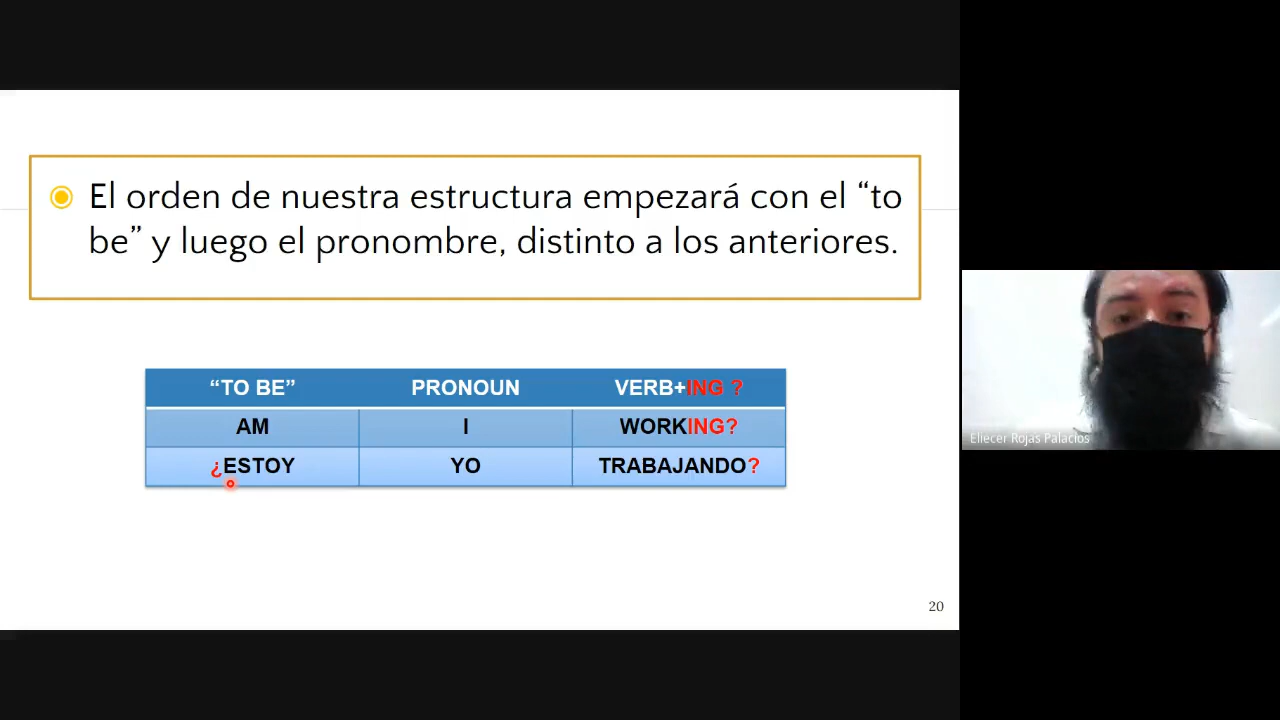 El orden de nuestra estructura empezará con el “to
be” y luego el pronombre, distinto a los anteriores.
“TO BE” PRONOUN VERB+ING ?
AM I WORKING?
¿ESTOY YO TRABAJANDO?
20
Eliecer Rojas Palacios